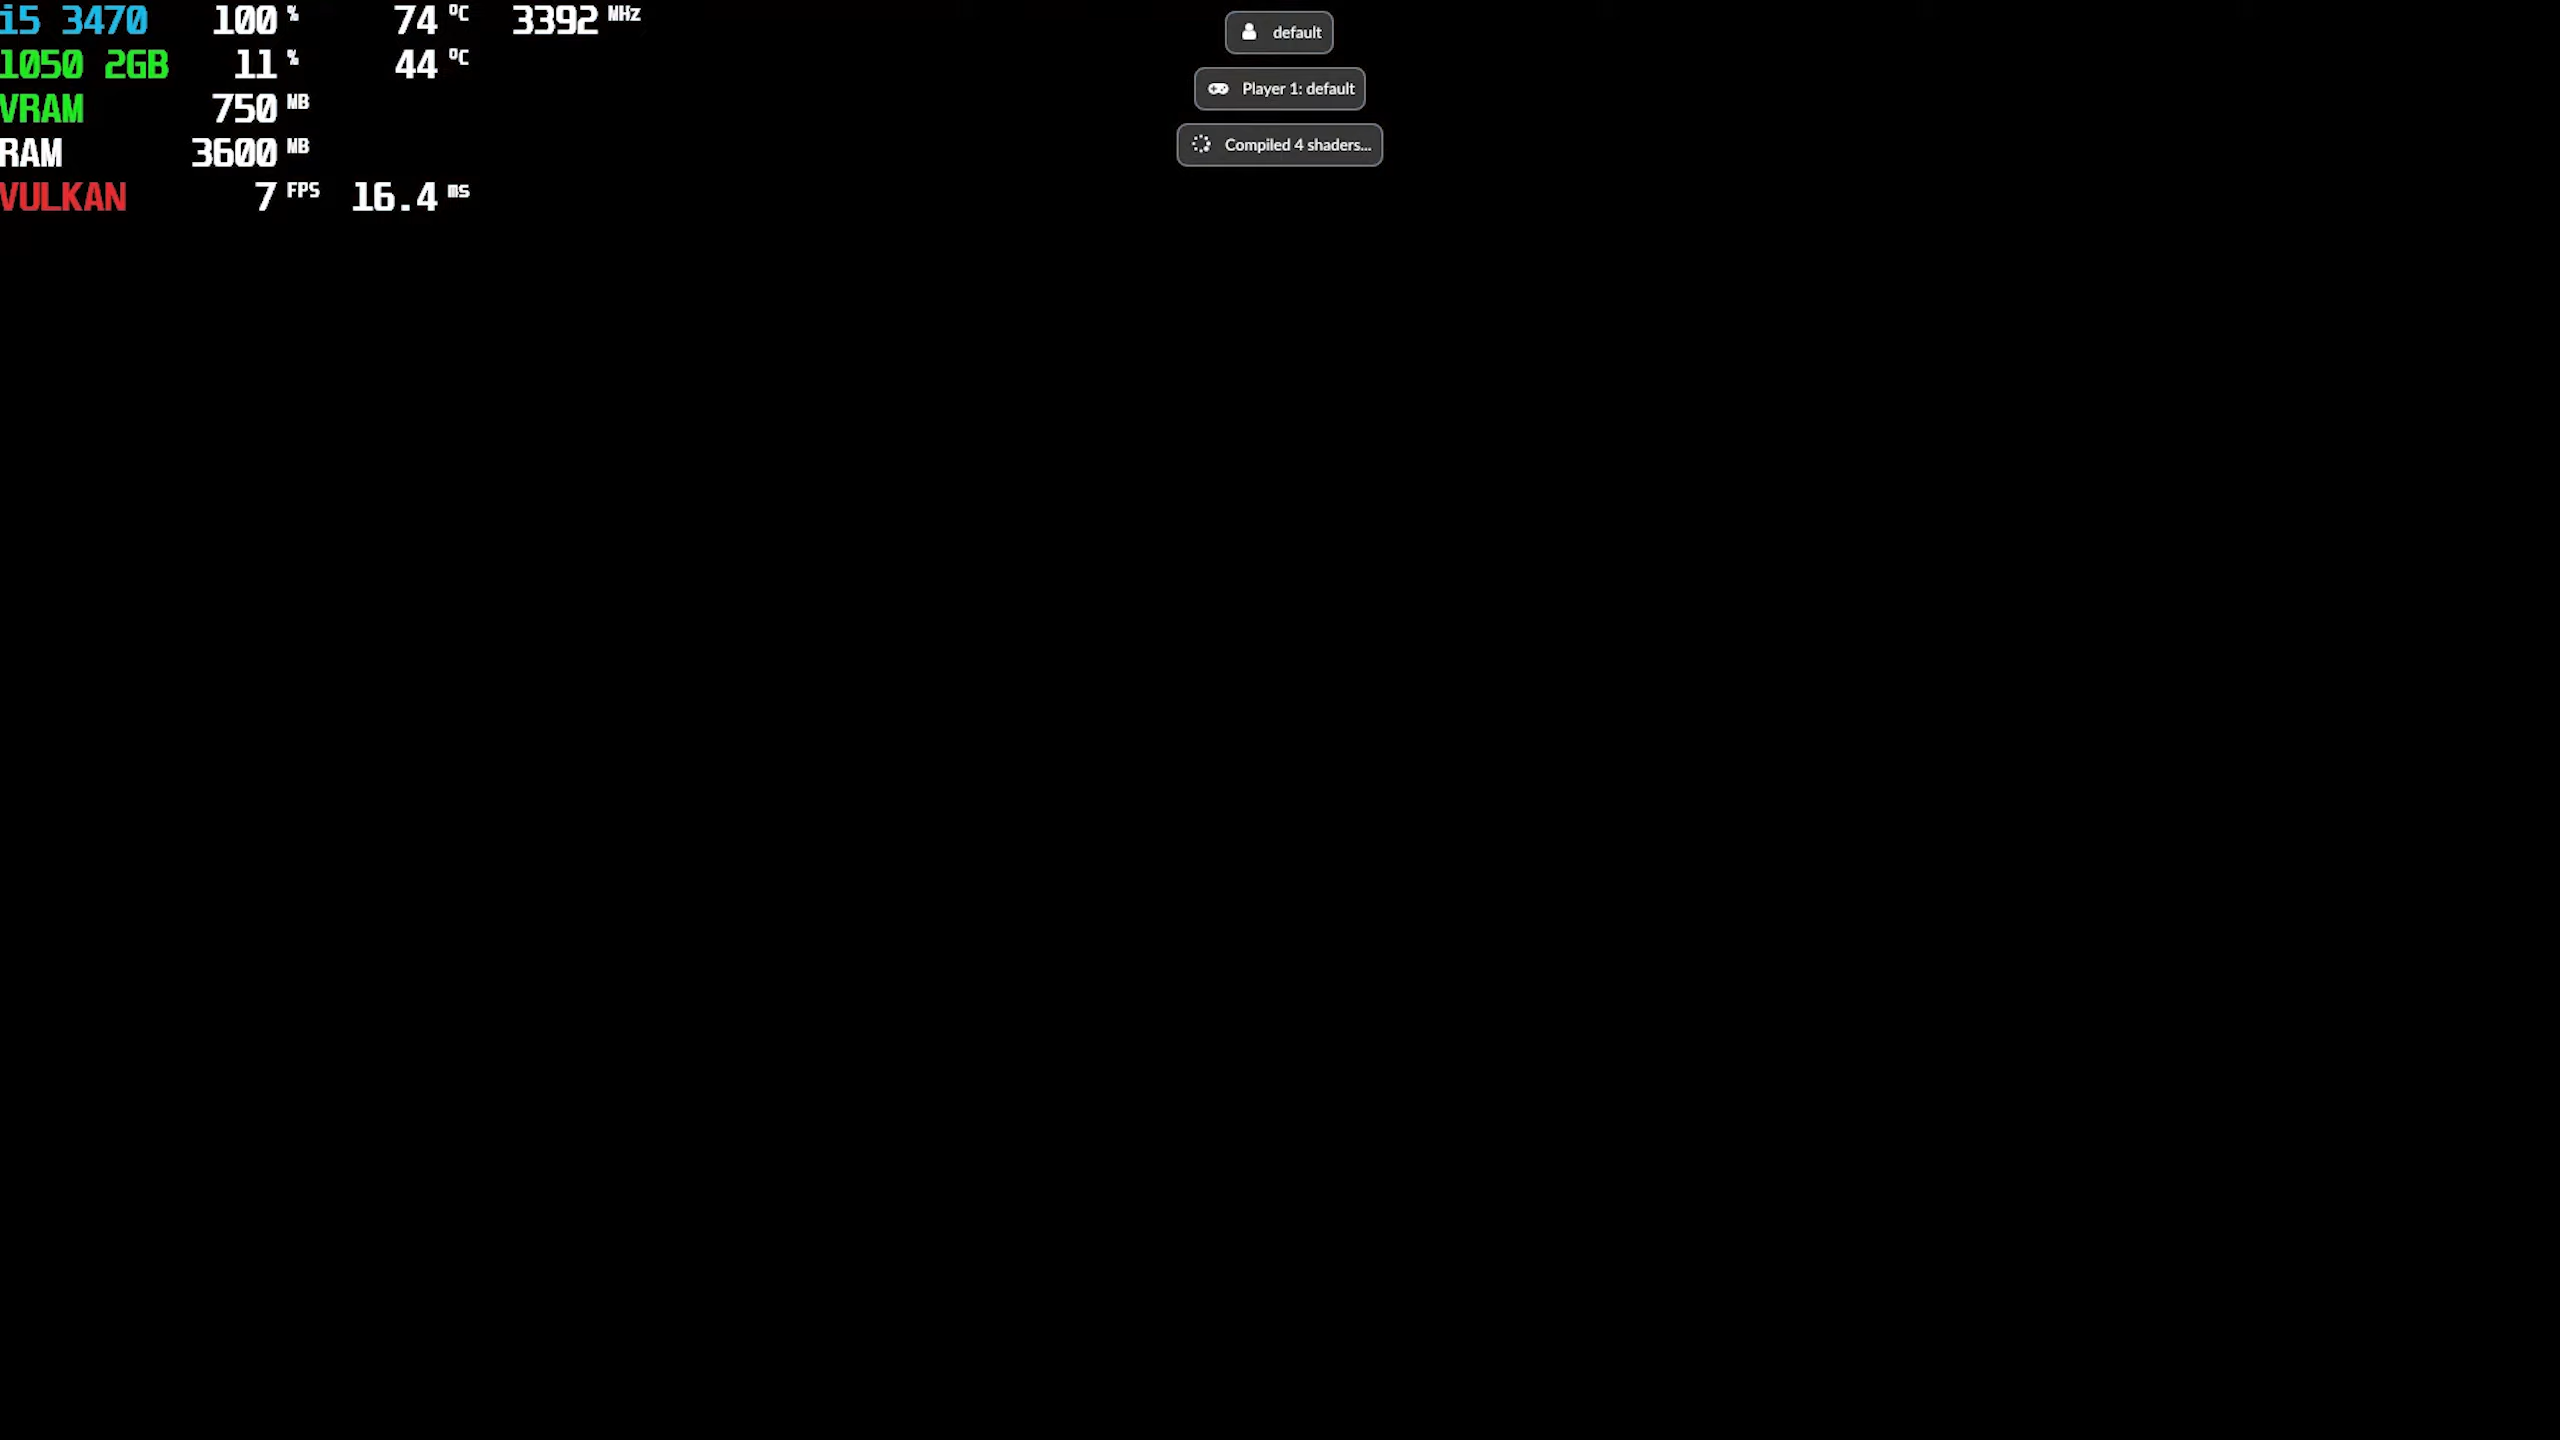 i5 3470 100 % 74 °C 3392 MHz
1050 2GB 11 % 44 °C
VRAM 750 MB
RAM 3600 MB
VULKAN 7 FPS 16.4 ms
default
Player 1: default
Compiled 4 shaders...